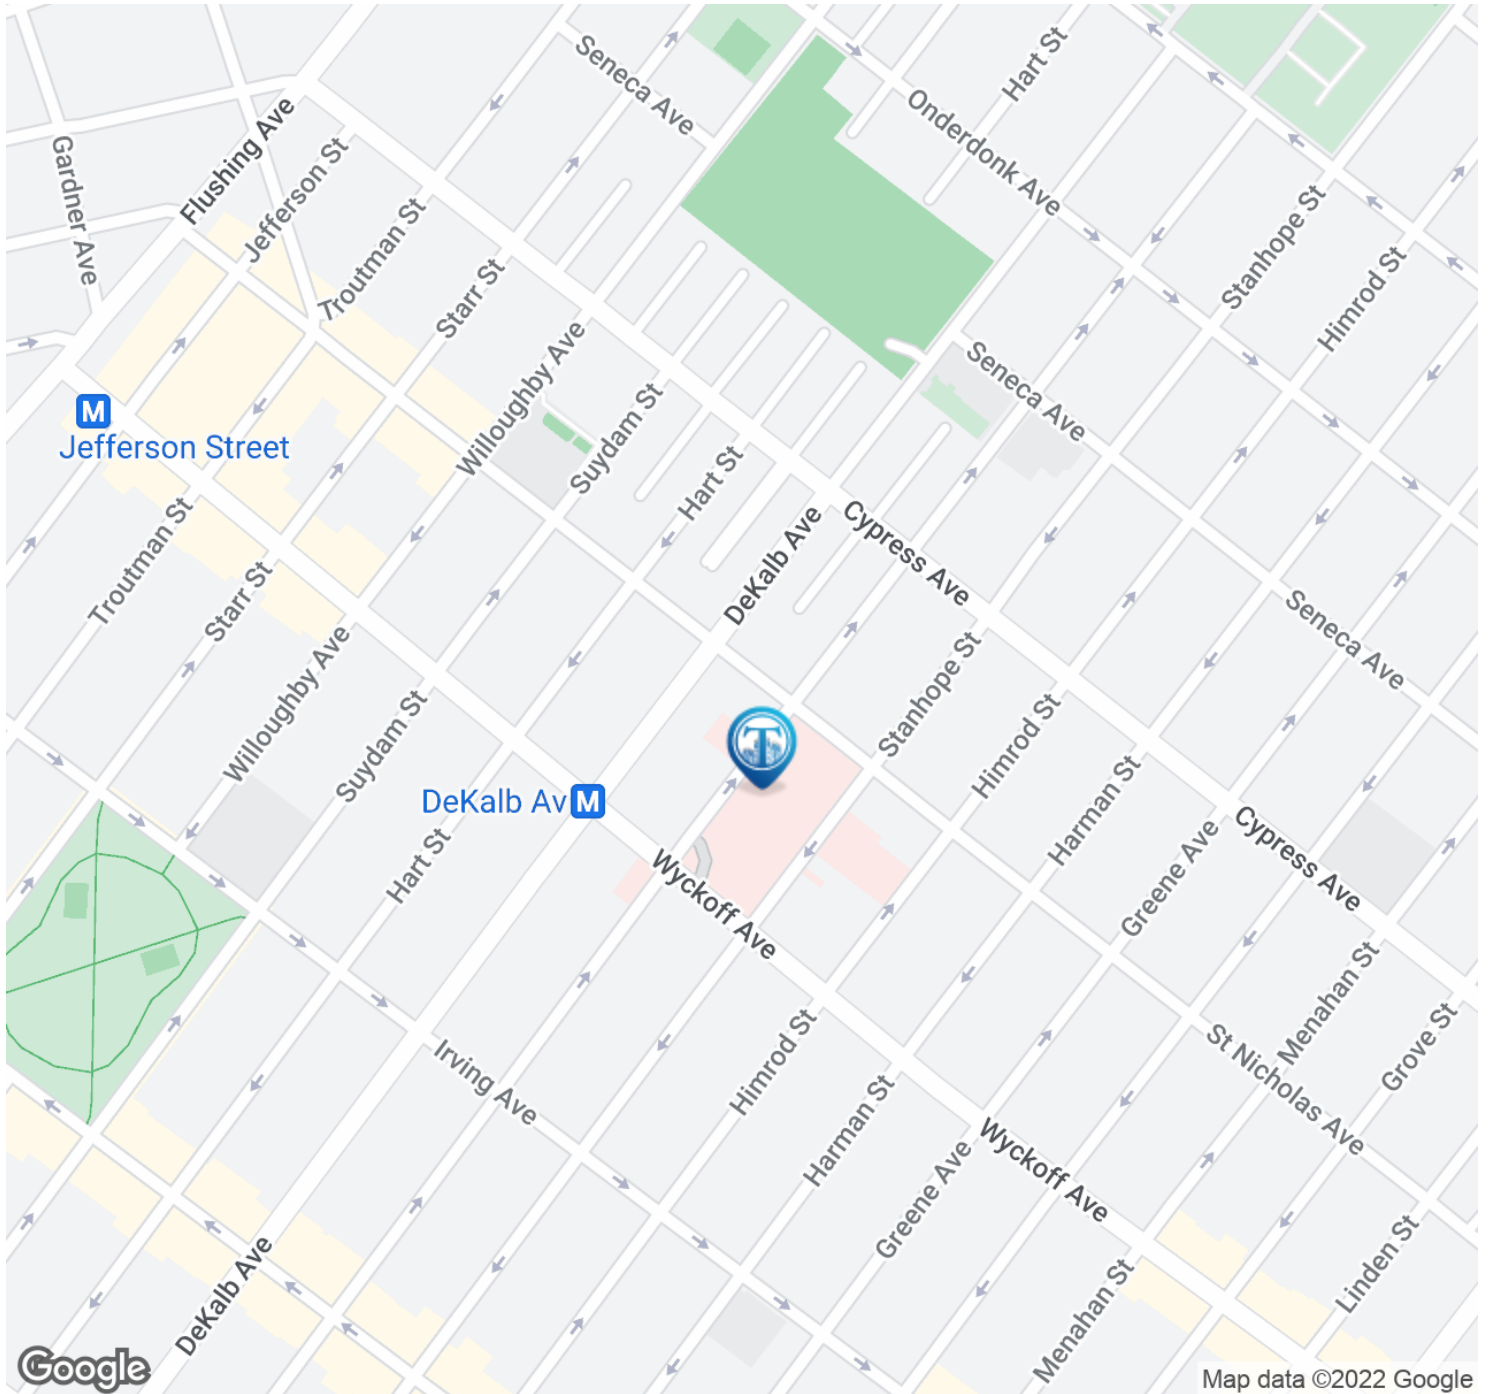 Seneca Ave
Hart St
Onderdonk Ave
Flushing Ave
Gardner Ave
Jefferson St
Troutman St
Starr St
Stanhope St
Himrod St
Willoughby Ave
Suydam St
Seneca Ave
M
Jefferson Street
Hart St
Troutman St
DeKalb Ave
Cypress Ave
Starr St
Seneca Ave
Willoughby Ave
Stanhope St
Suydam St
T
Himrod St
DeKalb Av M
Harman St
Hart St
Greene Ave
Cypress Ave
Wyckoff Ave
Menahan St
Himrod St
St Nicholas Ave
Grove St
Irving Ave
Harman St
Wyckoff Ave
Greene Ave
DeKalb Ave
Menahan St
Linden St
Google
Map data ©2022 Google